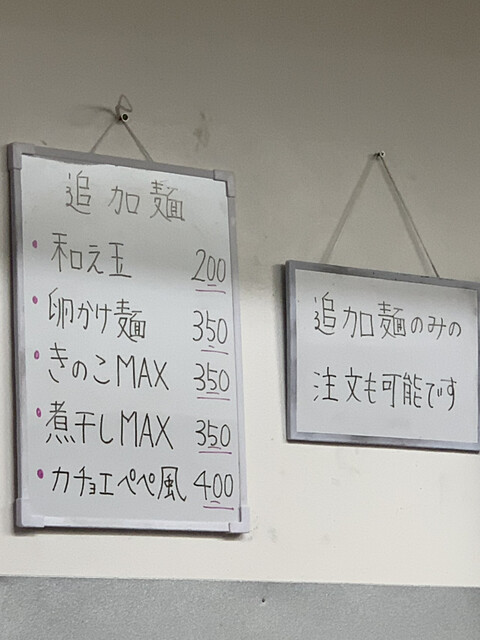 追加麺
・和え玉 200
・卵かけ麺 350
・きのこMAX 350
・煮干しMAX 350
・カチョエペペ風 400
追加麺のみの
注文も可能です